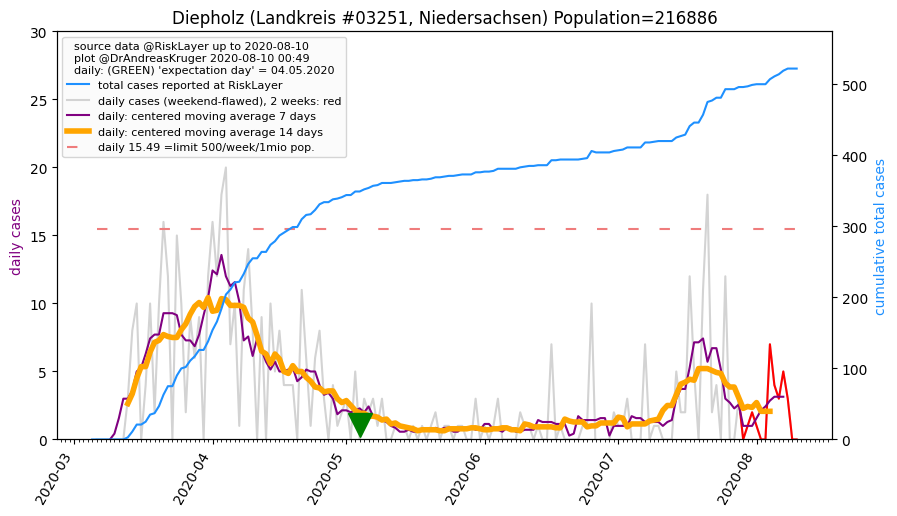 Diepholz (Landkreis #03251, Niedersachsen) Population=216886
source data @RiskLayer up to 2020-08-10
plot @DrAndreasKruger 2020-08-10 00:49
daily: (GREEN) 'expectation day' = 04.05.2020
total cases reported at RiskLayer
daily cases (weekend-flawed), 2 weeks: red
daily: centered moving average 7 days
daily: centered moving average 14 days
daily 15.49 =limit 500/week/1mio pop.
daily cases
30
25
20
15
10
5
0
cumulative total cases
500
400
300
200
100
0
2020-03
2020-04
2020-05
2020-06
2020-07
2020-08